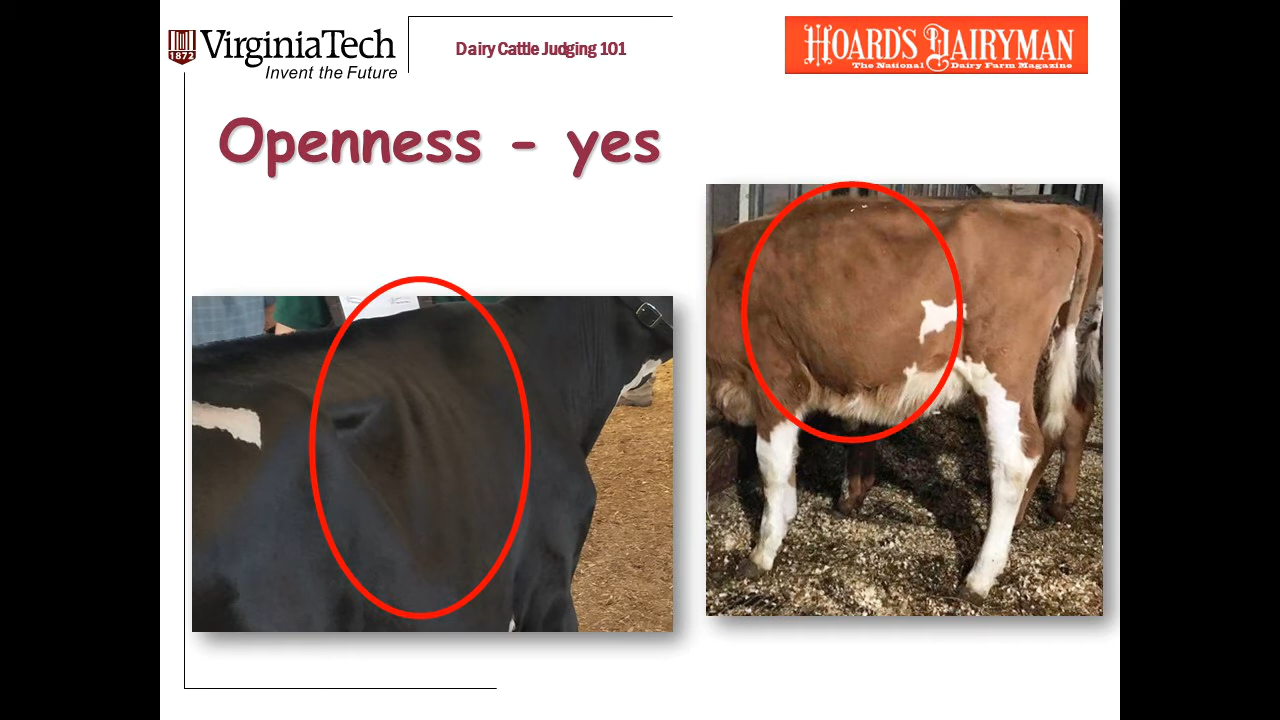 VirginiaTech
1872
Invent the Future
Dairy Cattle Judging 101
HOARD'S DAIRYMAN
The National Dairy Farm Magazine
Openness - yes